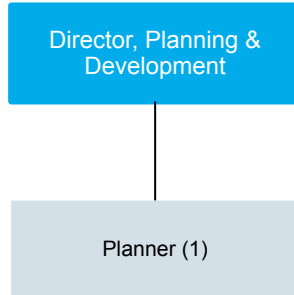 Director, Planning &
Development
Planner (1)